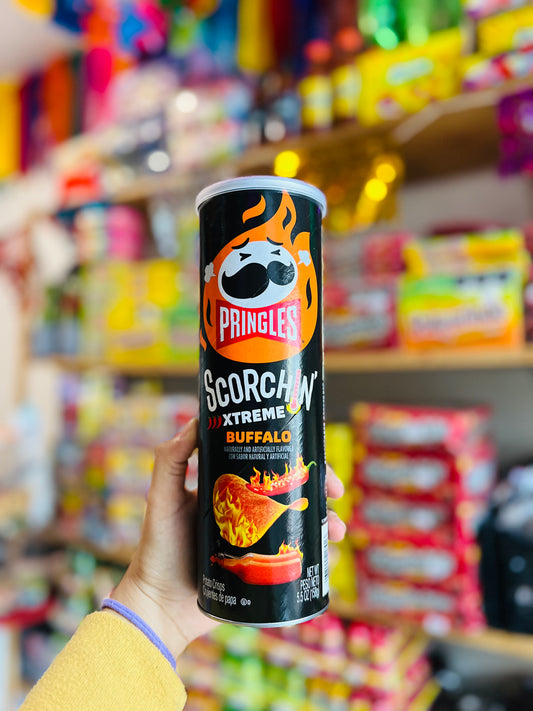 PRINGLES
SCORCHIN'
XTREME
BUFFALO
NATURALLY AND ARTIFICIALLY FLAVORED
CON SABOR NATURAL Y ARTIFICIAL
Potato Crisps
Crujientes de papa
NET WT
PESO NETO
5.5 OZ (156g)